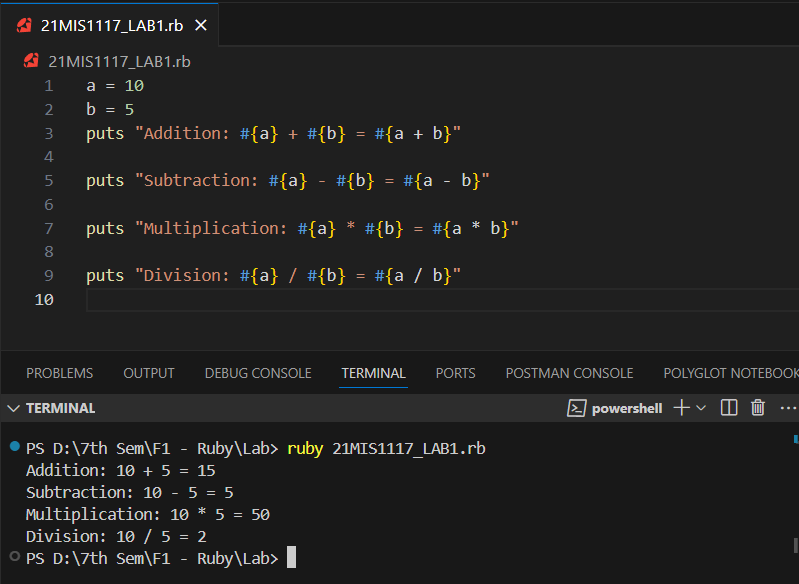 21MIS1117_LAB1.rb
21MIS1117_LAB1.rb
1 a = 10
2 b = 5
3 puts "Addition: #{a} + #{b} = #{a + b}"
4
5 puts "Subtraction: #{a} - #{b} = #{a - b}"
6
7 puts "Multiplication: #{a} * #{b} = #{a * b}"
8
9 puts "Division: #{a} / #{b} = #{a / b}"
10
PROBLEMS OUTPUT DEBUG CONSOLE TERMINAL PORTS POSTMAN CONSOLE POLYGLOT NOTEBOOK
TERMINAL powershell
PS D:\7th Sem\F1 - Ruby\Lab> ruby 21MIS1117_LAB1.rb
Addition: 10 + 5 = 15
Subtraction: 10 - 5 = 5
Multiplication: 10 * 5 = 50
Division: 10 / 5 = 2
PS D:\7th Sem\F1 - Ruby\Lab>